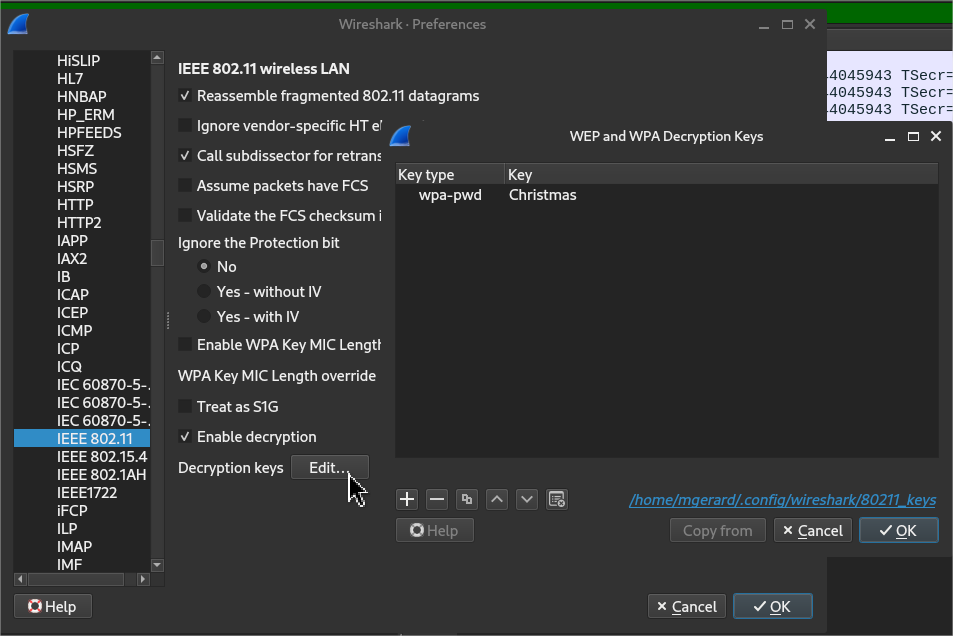 Wireshark · Preferences
HiSLIP
HL7
HNBAP
HP_ERM
HPFEEDS
HSFZ
HSMS
HSRP
HTTP
HTTP2
IAPP
IAX2
IB
ICAP
ICEP
ICMP
ICP
ICQ
IEC 60870-5-.
IEC 60870-5-.
IEC 60870-5-.
IEEE 802.11
IEEE 802.15.4
IEEE 802.1AH
IEEE1722
iFCP
ILP
IMAP
IMF
Help
IEEE 802.11 wireless LAN
Reassemble fragmented 802.11 datagrams
Ignore vendor-specific HT el
Call subdissector for retrans
Assume packets have FCS
Validate the FCS checksum i
Ignore the Protection bit
No
Yes - without IV
Yes - with IV
Enable WPA Key MIC Length
WPA Key MIC Length override
Treat as S1G
Enable decryption
Decryption keys Edit...
Cancel OK
44045943 TSecr=
44045943 TSecr=
44045943 TSecr=
WEP and WPA Decryption Keys
Key type Key
wpa-pwd Christmas
/home/mgerard/.config/wireshark/80211_keys
Help Copy from Cancel OK